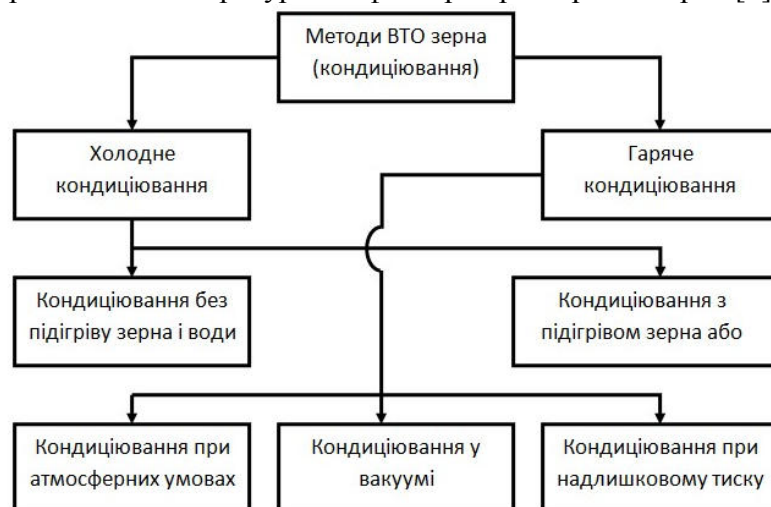 Методи ВТО зерна
(кондиціювання)
Холодне
кондиціювання
Гаряче
кондиціювання
Кондиціювання без
підігріву зерна і води
Кондиціювання з
підігрівом зерна або
Кондиціювання при
атмосферних умовах
Кондиціювання у
вакуумі
Кондиціювання при
надлишковому тиску